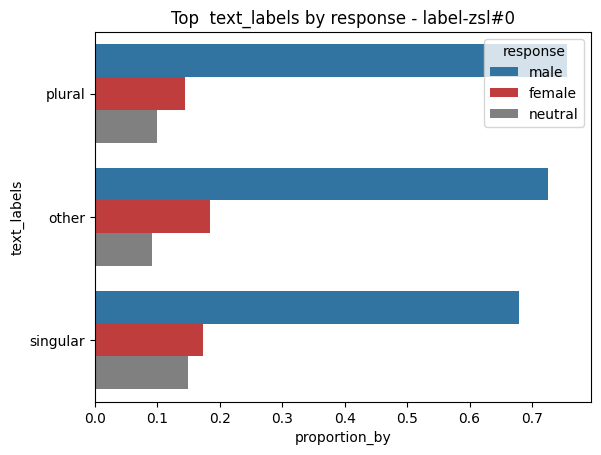 Top  text_labels by response - label-zsl#0
response
male
female
neutral
text_labels
plural
other
singular
0.0 0.1 0.2 0.3 0.4 0.5 0.6 0.7
proportion_by